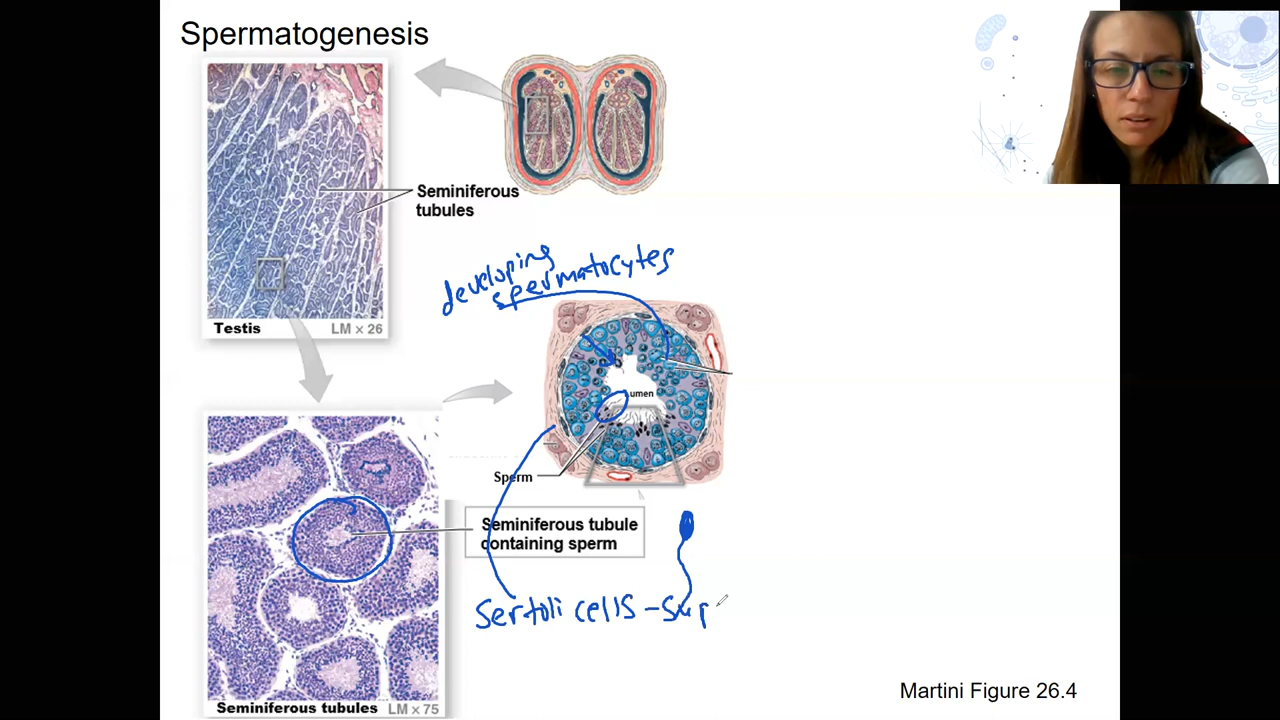 Spermatogenesis
Seminiferous
tubules
Testis LM × 26
developing
spermatocytes
umen
Sperm
Seminiferous tubule
containing sperm
Sertoli cells - Sup
Seminiferous tubules LM × 75
Martini Figure 26.4